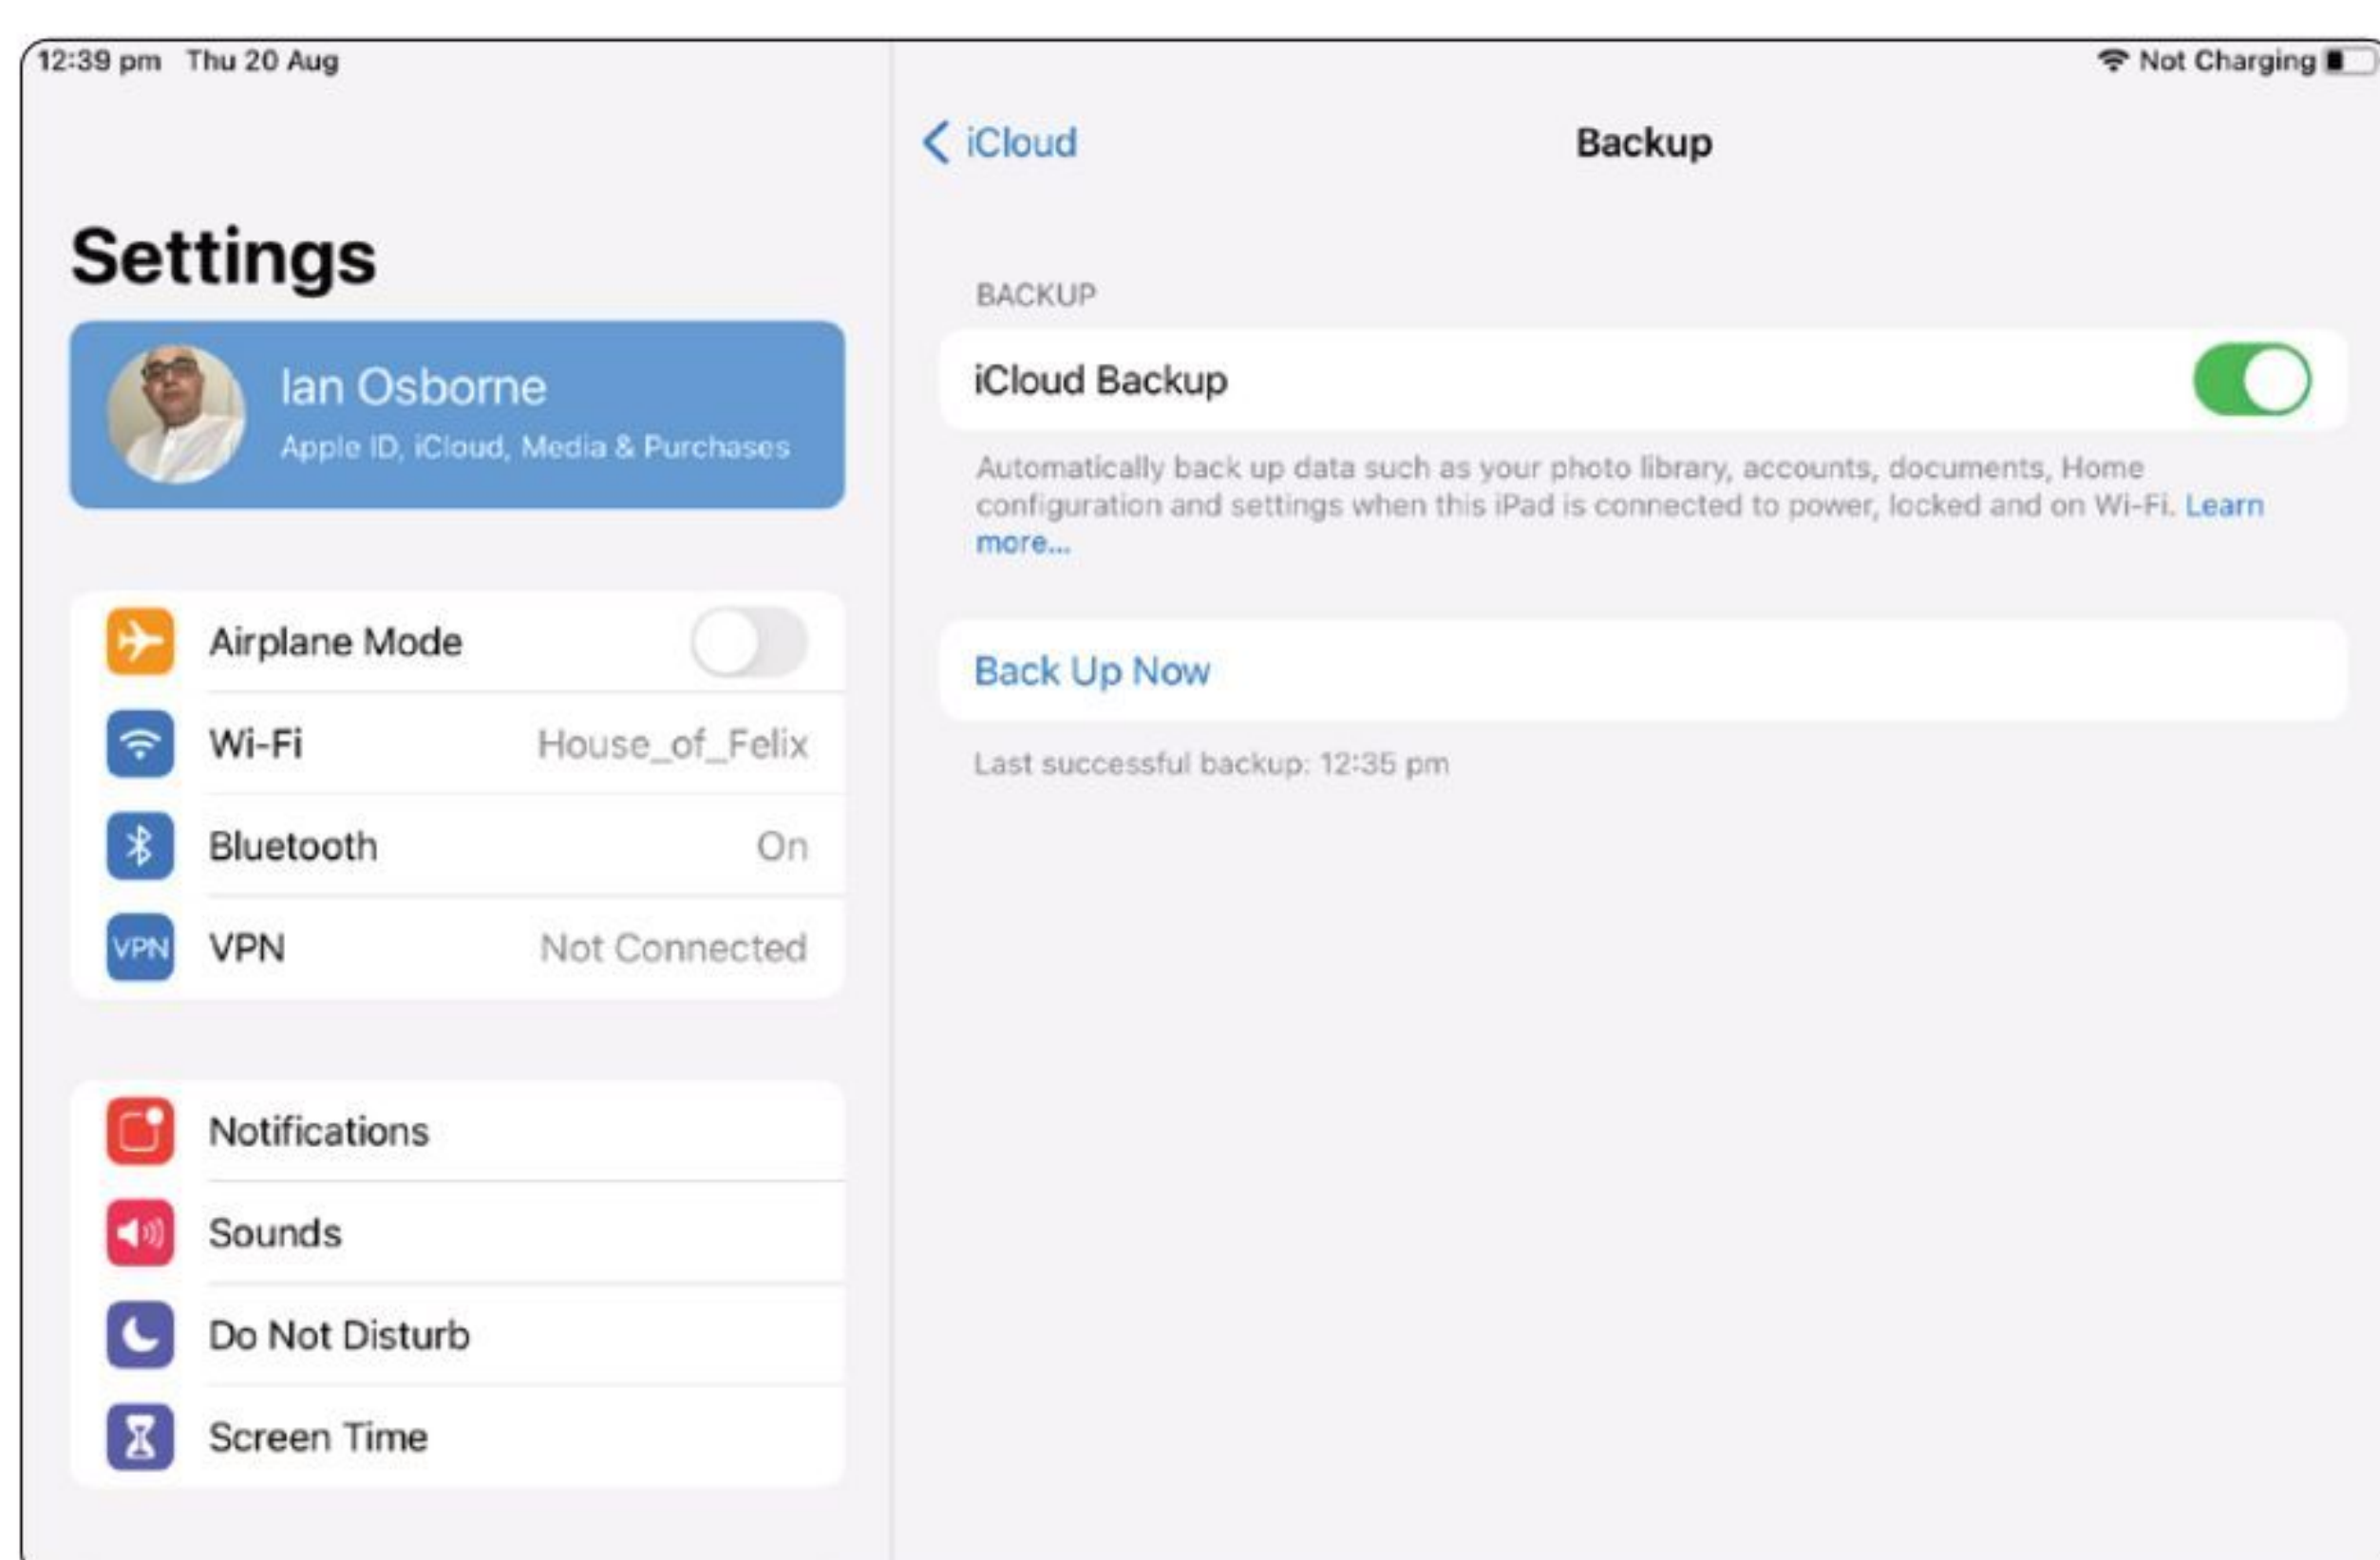 12:39 pm Thu 20 Aug
Not Charging
Settings
Ian Osborne
Apple ID, iCloud, Media & Purchases
Airplane Mode
Wi-Fi House_of_Felix
Bluetooth On
VPN VPN Not Connected
Notifications
Sounds
Do Not Disturb
Screen Time
iCloud
Backup
BACKUP
iCloud Backup
Automatically back up data such as your photo library, accounts, documents, Home
configuration and settings when this iPad is connected to power, locked and on Wi-Fi. Learn
more...
Back Up Now
Last successful backup: 12:35 pm